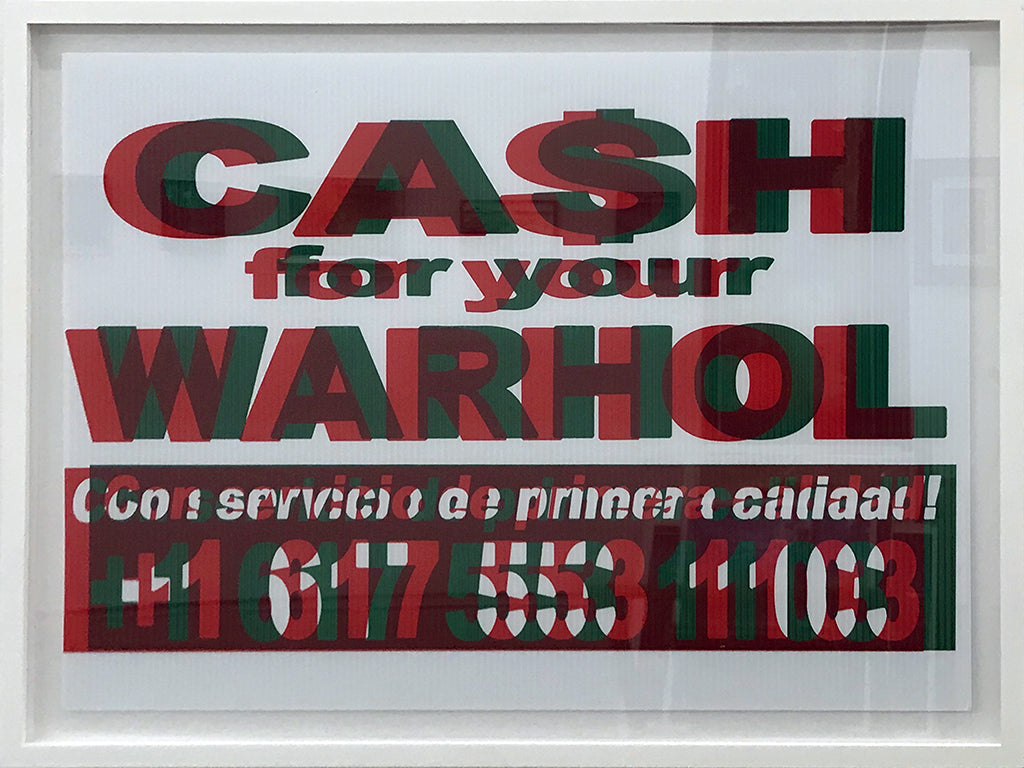 CA$H
for your
WARHOL
Con servicio de primera calidad!
+1 617 553 1103